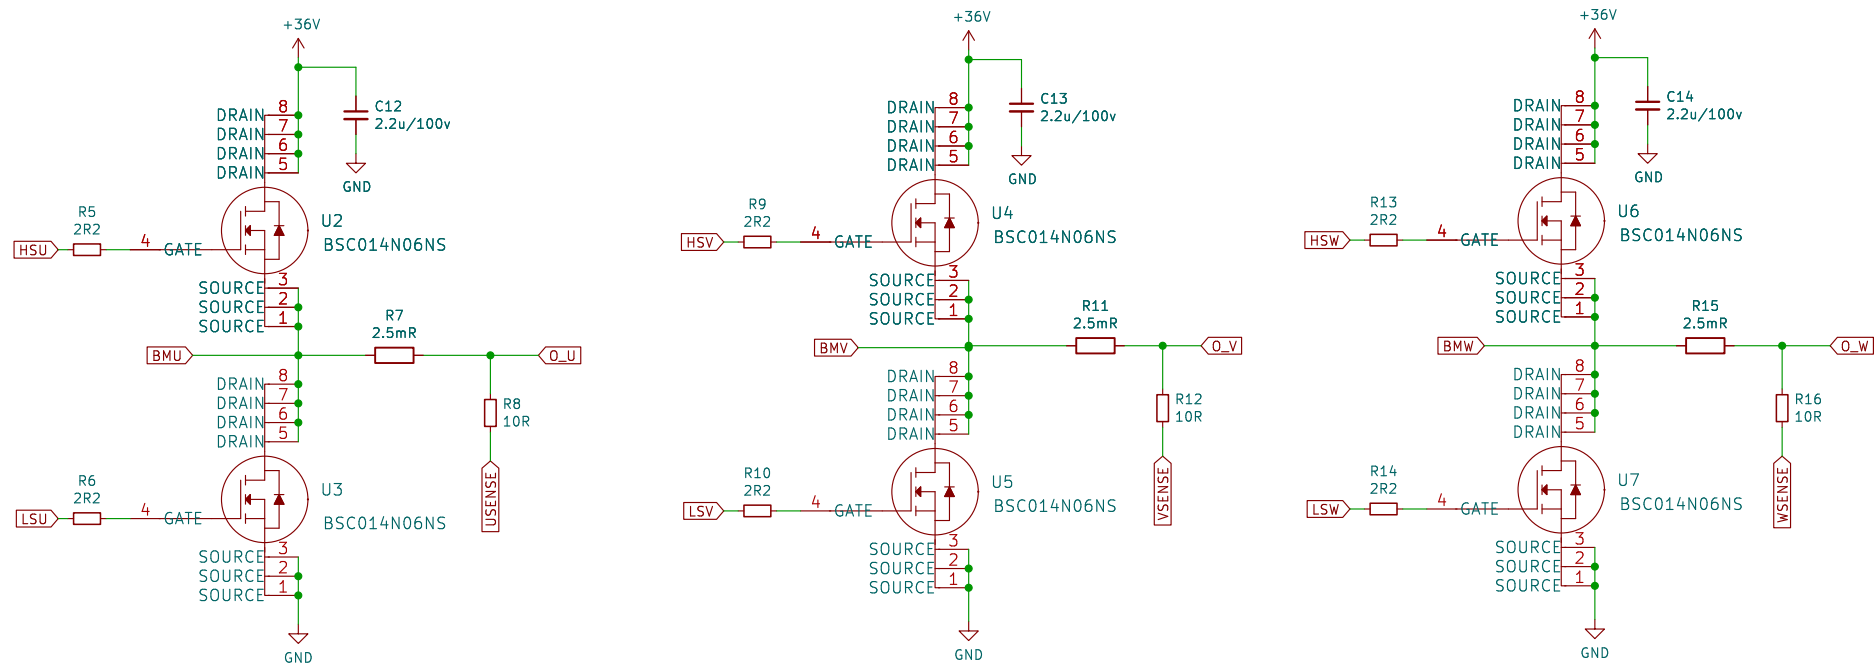 +36V
C12
2.2u/100v
GND
DRAIN 8
DRAIN 7
DRAIN 6
DRAIN 5
U2
BSC014N06NS
R5
2R2
HSU
4 GATE
SOURCE 3
SOURCE 2
SOURCE 1
R7
2.5mR
BMU
O_U
DRAIN 8
DRAIN 7
DRAIN 6
DRAIN 5
R8
10R
USENSE
U3
BSC014N06NS
R6
2R2
LSU
4 GATE
SOURCE 3
SOURCE 2
SOURCE 1
GND
+36V
C13
2.2u/100v
GND
DRAIN 8
DRAIN 7
DRAIN 6
DRAIN 5
U4
BSC014N06NS
R9
2R2
HSV
4 GATE
SOURCE 3
SOURCE 2
SOURCE 1
R11
2.5mR
BMV
O_V
DRAIN 8
DRAIN 7
DRAIN 6
DRAIN 5
R12
10R
VSENSE
U5
BSC014N06NS
R10
2R2
LSV
4 GATE
SOURCE 3
SOURCE 2
SOURCE 1
GND
+36V
C14
2.2u/100v
GND
DRAIN 8
DRAIN 7
DRAIN 6
DRAIN 5
U6
BSC014N06NS
R13
2R2
HSW
4 GATE
SOURCE 3
SOURCE 2
SOURCE 1
R15
2.5mR
BMW
O_W
DRAIN 8
DRAIN 7
DRAIN 6
DRAIN 5
R16
10R
WSENSE
U7
BSC014N06NS
R14
2R2
LSW
4 GATE
SOURCE 3
SOURCE 2
SOURCE 1
GND